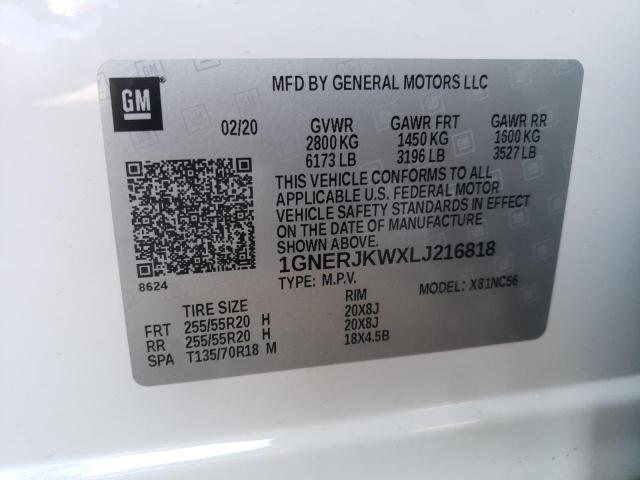 GM
MFD BY GENERAL MOTORS LLC
02/20 GVWR GAWR FRT GAWR RR
2800 KG 1450 KG 1600 KG
6173 LB 3196 LB 3527 LB
THIS VEHICLE CONFORMS TO ALL
APPLICABLE U.S. FEDERAL MOTOR
VEHICLE SAFETY STANDARDS IN EFFECT
ON THE DATE OF MANUFACTURE
SHOWN ABOVE.
8624
1GNERJKWXLJ216818
TYPE: M.P.V. MODEL: X81NC56
TIRE SIZE RIM
FRT 255/55R20 H 20X8J
RR 255/55R20 H 20X8J
SPA T135/70R18 M 18X4.5B